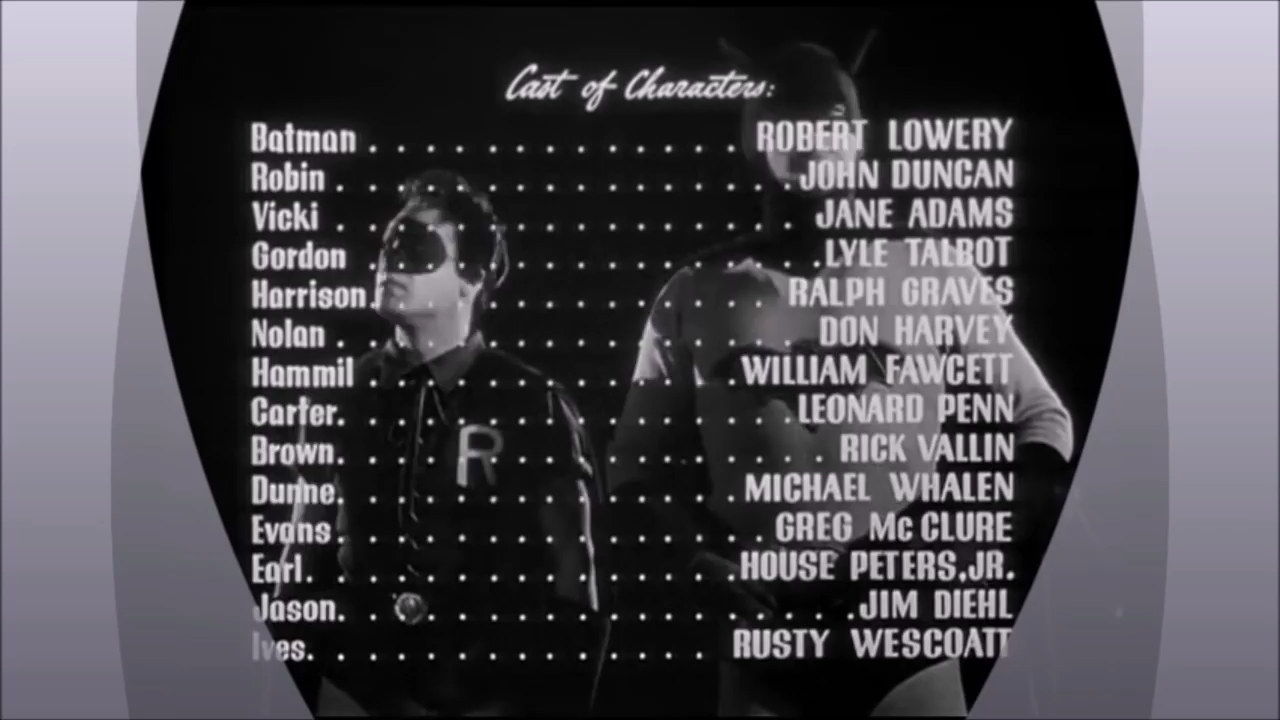 Cast of Characters:
Batman . . . . . . . . . . . . ROBERT LOWERY
Robin . . . . . . . . . . . . . . . JOHN DUNCAN
Vicki . . . . . . . . . . . . . . . JANE ADAMS
Gordon . . . . . . . . . . . . . . . LYLE TALBOT
Harrison . . . . . . . . . . . . . RALPH GRAVES
Nolan . . . . . . . . . . . . . . . DON HARVEY
Hammil . . . . . . . . . . . . WILLIAM FAWCETT
Carter. . . . . . . . . . . . . . . LEONARD PENN
Brown. . . . . . . . . . . . . . . . RICK VALLIN
Dunne. . . . . . . . . . . . . MICHAEL WHALEN
Evans . . . . . . . . . . . . . . GREG McCLURE
Earl. . . . . . . . . . . . . . HOUSE PETERS,JR.
Jason. . . . . . . . . . . . . . . . . JIM DIEHL
Ives. . . . . . . . . . . . . . RUSTY WESCOATT
R